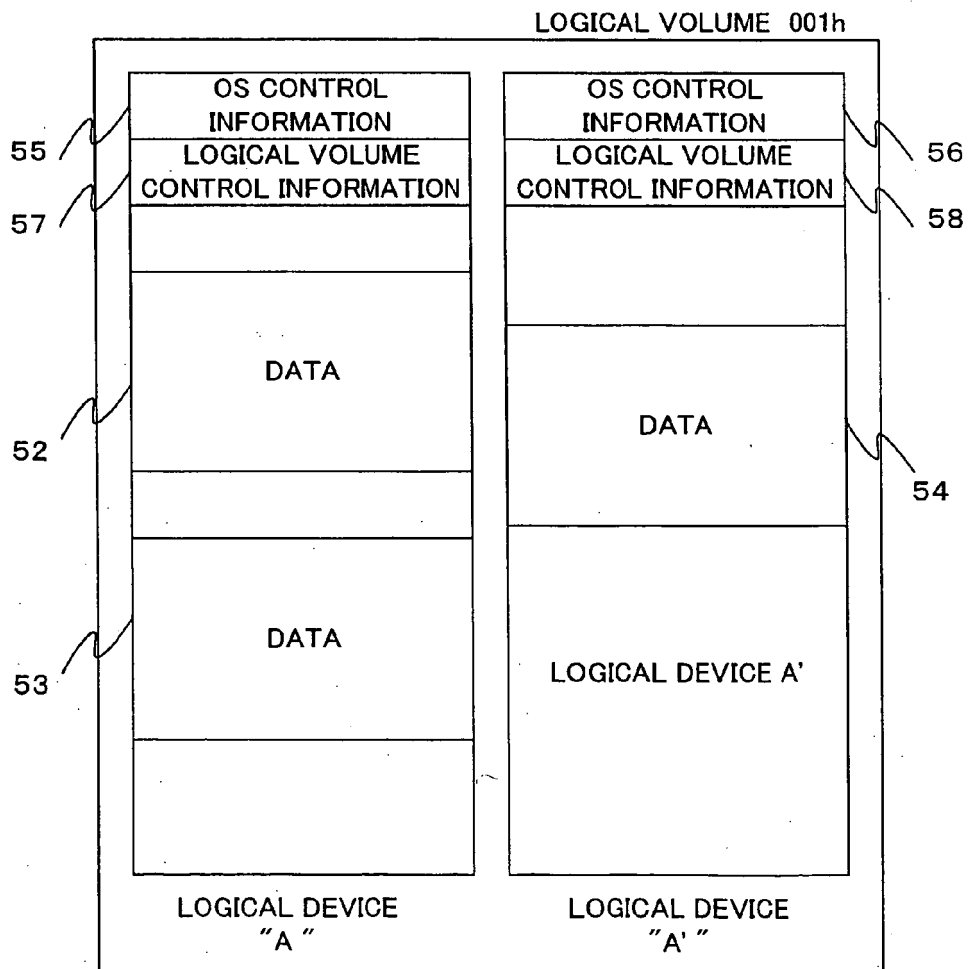 LOGICAL VOLUME 001h
OS CONTROL
INFORMATION
LOGICAL VOLUME
CONTROL INFORMATION
DATA
DATA
LOGICAL DEVICE
"A "
OS CONTROL
INFORMATION
LOGICAL VOLUME
CONTROL INFORMATION
DATA
LOGICAL DEVICE A'
LOGICAL DEVICE
"A' "
55
57
52
53
56
58
54